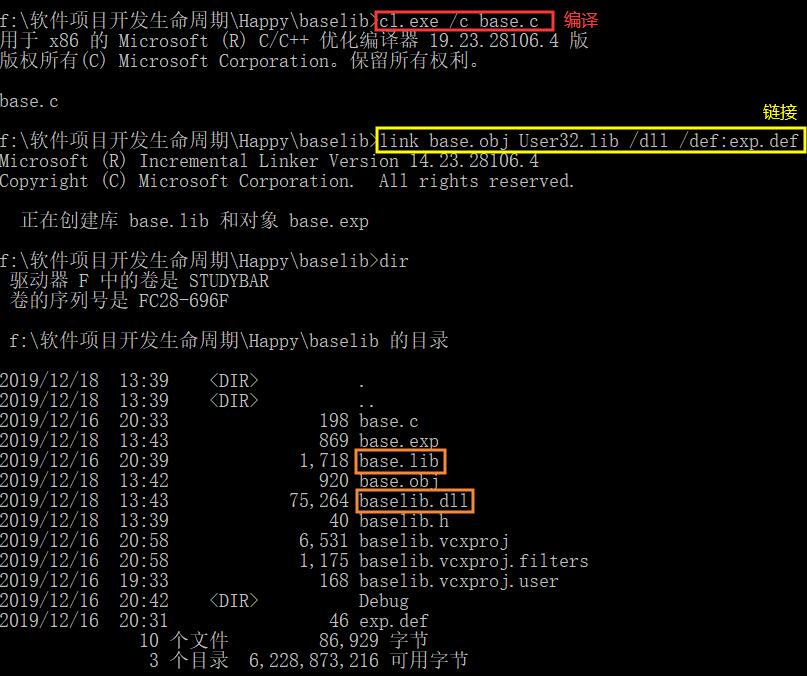 f:\软件项目开发生命周期\Happy\baselib>cl.exe /c base.c 编译
用于 x86 的 Microsoft (R) C/C++ 优化编译器 19.23.28106.4 版
版权所有(C) Microsoft Corporation。保留所有权利。
base.c
链接
f:\软件项目开发生命周期\Happy\baselib>link base.obj User32.lib /dll /def:exp.def
Microsoft (R) Incremental Linker Version 14.23.28106.4
Copyright (C) Microsoft Corporation.  All rights reserved.
正在创建库 base.lib 和对象 base.exp
f:\软件项目开发生命周期\Happy\baselib>dir
驱动器 F 中的卷是 STUDYBAR
卷的序列号是 FC28-696F
f:\软件项目开发生命周期\Happy\baselib 的目录
2019/12/18  13:39    <DIR>          .
2019/12/18  13:39    <DIR>          ..
2019/12/16  20:33               198 base.c
2019/12/18  13:43               869 base.exp
2019/12/16  20:39             1,718 base.lib
2019/12/18  13:42               920 base.obj
2019/12/18  13:43            75,264 baselib.dll
2019/12/18  13:39                40 baselib.h
2019/12/16  20:58             6,531 baselib.vcxproj
2019/12/16  20:58             1,175 baselib.vcxproj.filters
2019/12/16  19:33               168 baselib.vcxproj.user
2019/12/16  20:42    <DIR>          Debug
2019/12/16  20:31                46 exp.def
10 个文件         86,929 字节
3 个目录  6,228,873,216 可用字节